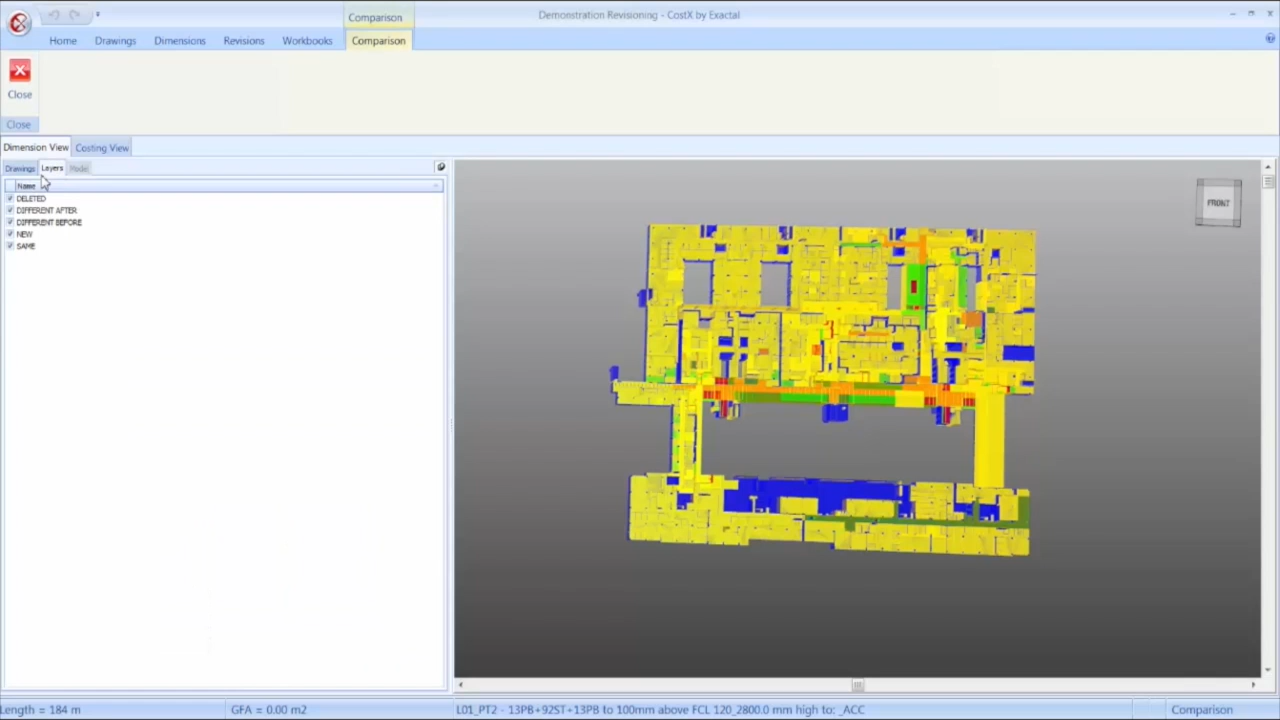 Comparison
Demonstration Revisioning - CostX by Exactal
Home Drawings Dimensions Revisions Workbooks Comparison
Close
Close
Dimension View Costing View
Drawings Layers Model
Name
DELETED
DIFFERENT AFTER
DIFFERENT BEFORE
NEW
SAME
FRONT
Length = 184 m GFA = 0.00 m2 L01_PT2 - 13PB+92ST+13PB to 100mm above FCL 120_2800.0 mm high to: _ACC Comparison